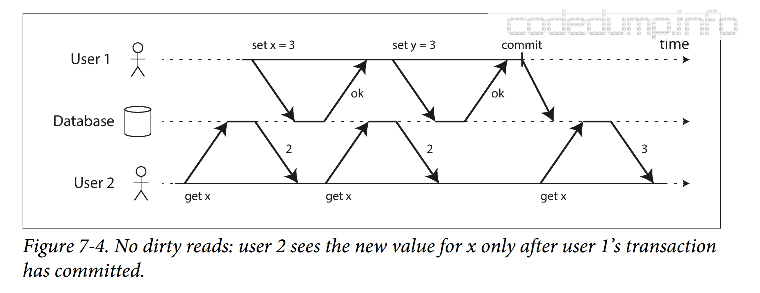 codedumpinfo
set x = 3 set y = 3 commit time
User 1
ok ok
Database
2 2 3
User 2
get x get x get x
Figure 7-4. No dirty reads: user 2 sees the new value for x only after user 1’s transaction
has committed.